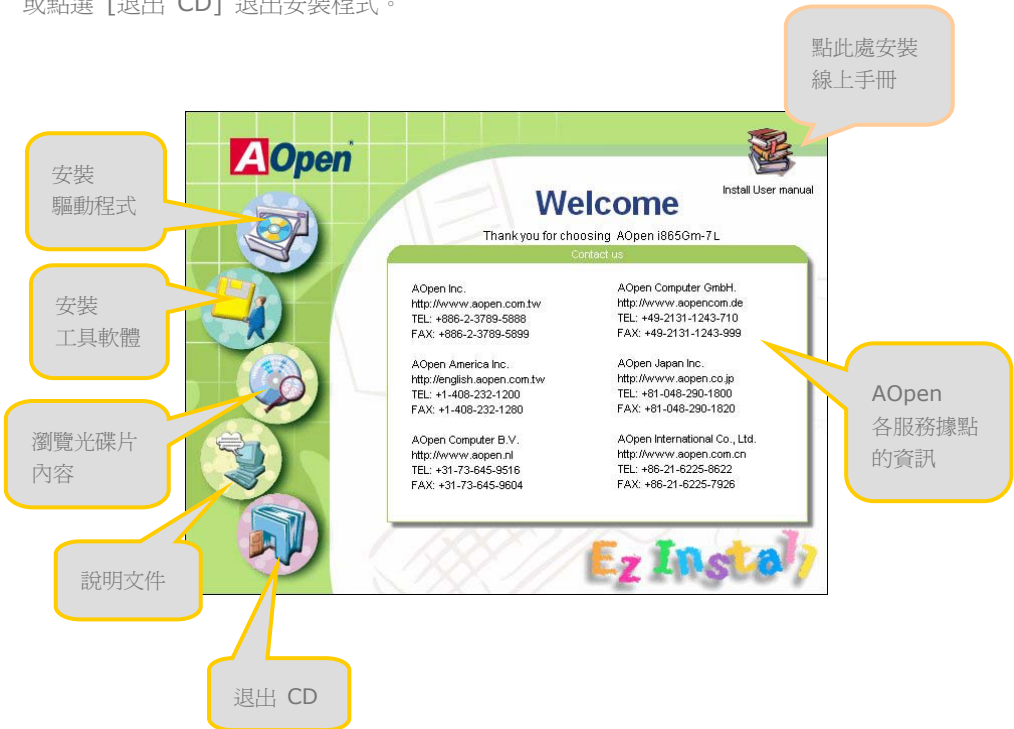 或點選 [退出 CD] 退出安裝程式。
點此處安裝
線上手冊
安裝
驅動程式
AOpen
Install User manual
Welcome
Thank you for choosing AOpen i865Gm-7L
Contact us
安裝
工具軟體
AOpen Inc.
http://www.aopen.com.tw
TEL: +886-2-3789-5888
FAX: +886-2-3789-5899
AOpen Computer GmbH.
http://www.aopencom.de
TEL: +49-2131-1243-710
FAX: +49-2131-1243-999
AOpen America Inc.
http://english.aopen.com.tw
TEL: +1-408-232-1200
FAX: +1-408-232-1280
AOpen Japan Inc.
http://www.aopen.co.jp
TEL: +81-048-290-1800
FAX: +81-048-290-1820
AOpen Computer B.V.
http://www.aopen.nl
TEL: +31-73-645-9516
FAX: +31-73-645-9604
AOpen International Co., Ltd.
http://www.aopen.com.cn
TEL: +86-21-6225-8622
FAX: +86-21-6225-7926
AOpen
各服務據點
的資訊
瀏覽光碟片
內容
說明文件
Ez Install
退出 CD